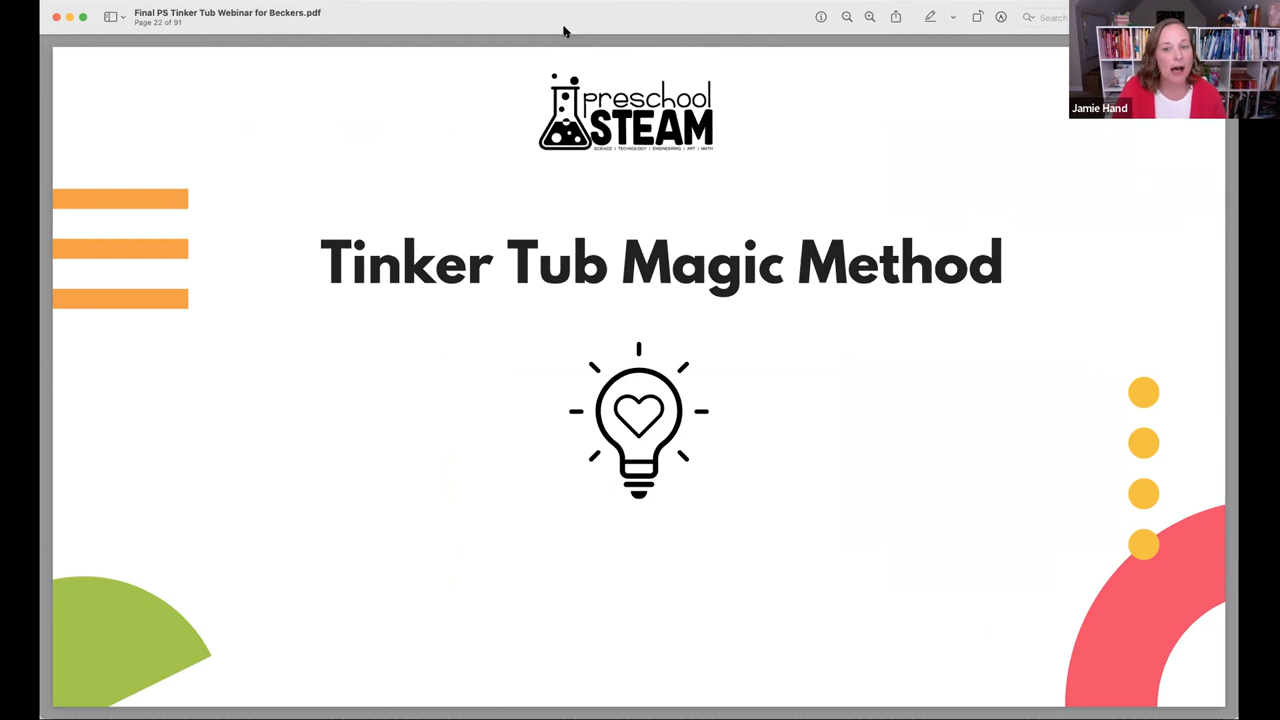 Final PS Tinker Tub Webinar for Beckers.pdf
Page 22 of 91
Search
Jamie Hand
preschool
STEAM
SCIENCE | TECHNOLOGY | ENGINEERING | ART | MATH
Tinker Tub Magic Method